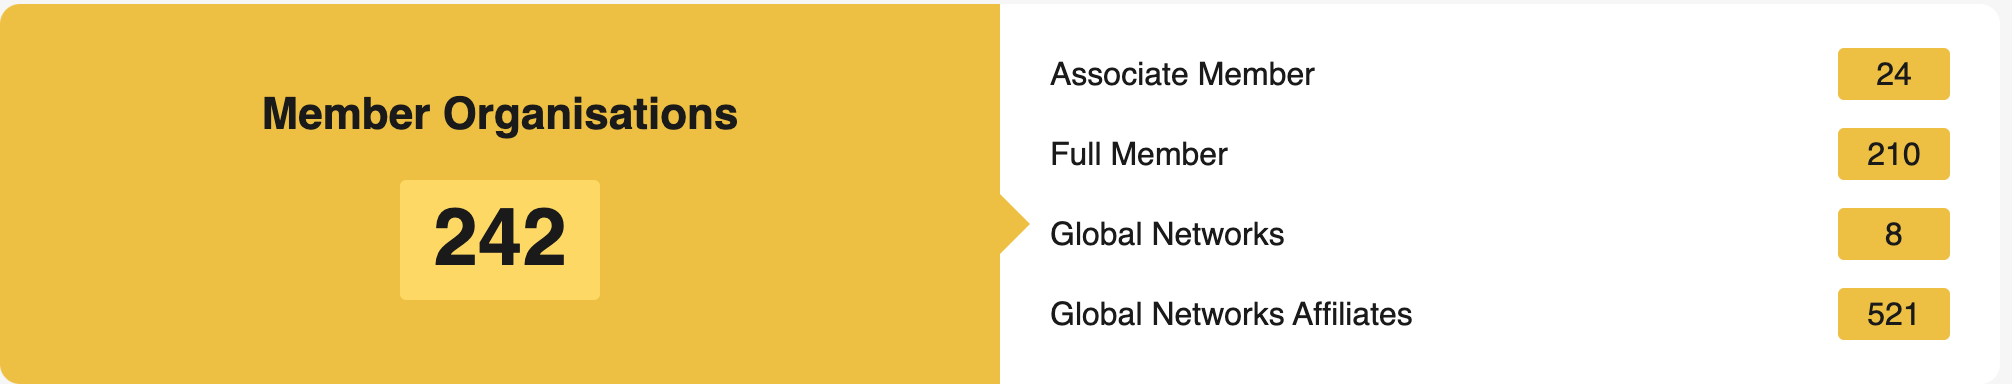 Member Organisations
242
Associate Member 24
Full Member 210
Global Networks 8
Global Networks Affiliates 521